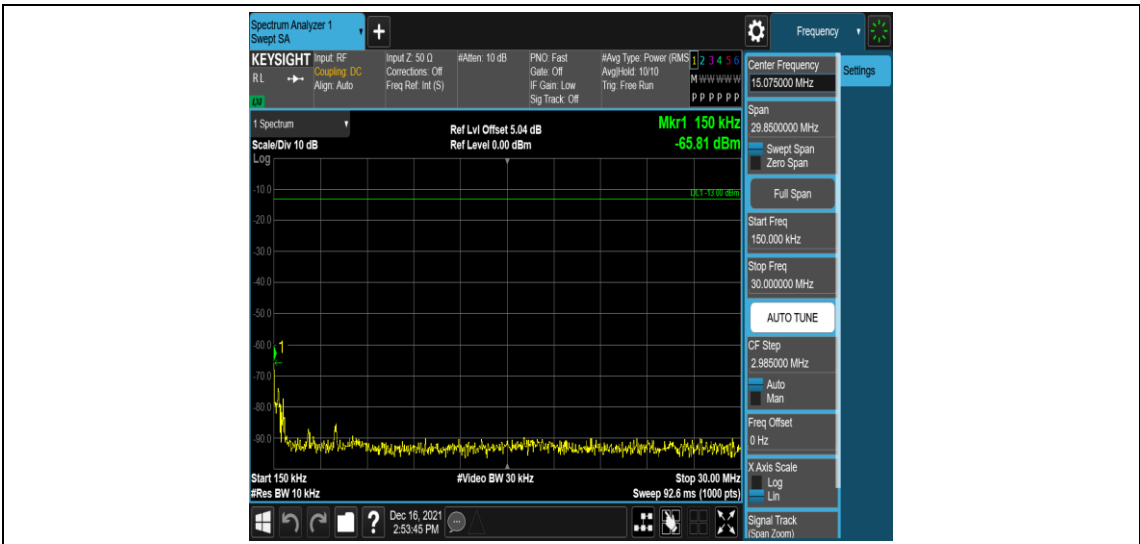 Spectrum Analyzer 1
Swept SA
+
Frequency
KEYSIGHT
RL
LXI
Input: RF
Coupling: DC
Align: Auto
Input Z: 50 Ω
Corrections: Off
Freq Ref: Int (S)
#Atten: 10 dB
PNO: Fast
Gate: Off
IF Gain: Low
Sig Track: Off
#Avg Type: Power (RMS
Avg|Hold: 10/10
Trig: Free Run
1 2 3 4 5 6
M W W W W W
P P P P P P
1 Spectrum
Scale/Div 10 dB
Log
Ref Lvl Offset 5.04 dB
Ref Level 0.00 dBm
Mkr1 150 kHz
-65.81 dBm
DL1 -13.00 dBm
-10.0
-20.0
-30.0
-40.0
-50.0
-60.0
1
-70.0
-80.0
-90.0
Start 150 kHz
#Video BW 30 kHz
Stop 30.00 MHz
#Res BW 10 kHz
Sweep 92.6 ms (1000 pts)
?
Dec 16, 2021
2:53:45 PM
Center Frequency
15.075000 MHz
Settings
Span
29.8500000 MHz
Swept Span
Zero Span
Full Span
Start Freq
150.000 kHz
Stop Freq
30.000000 MHz
AUTO TUNE
CF Step
2.985000 MHz
Auto
Man
Freq Offset
0 Hz
X Axis Scale
Log
Lin
Signal Track
(Span Zoom)